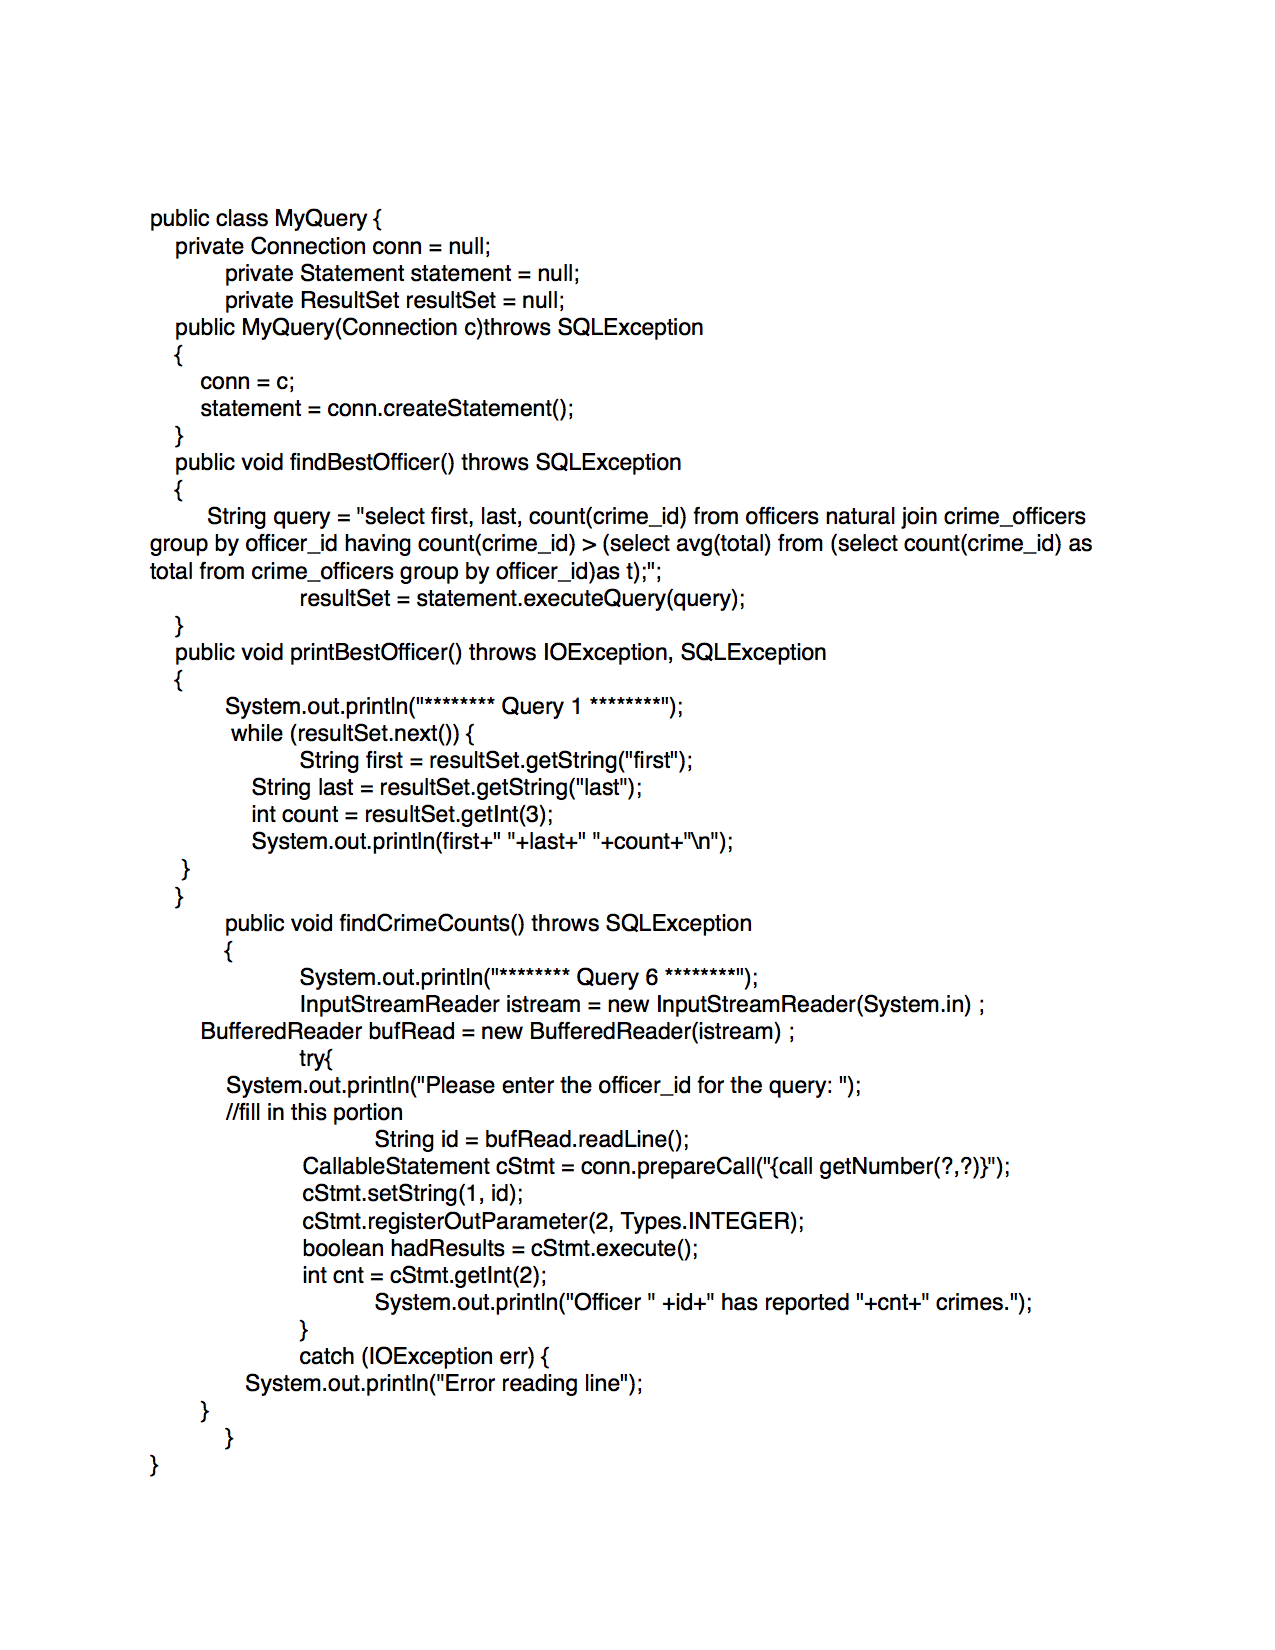 public class MyQuery {
private Connection conn = null;
private Statement statement = null;
private ResultSet resultSet = null;
public MyQuery(Connection c)throws SQLException
{
conn = c;
statement = conn.createStatement();
}
public void findBestOfficer() throws SQLException
{
String query = "select first, last, count(crime_id) from officers natural join crime_officers
group by officer_id having count(crime_id) > (select avg(total) from (select count(crime_id) as
total from crime_officers group by officer_id)as t);";
resultSet = statement.executeQuery(query);
}
public void printBestOfficer() throws IOException, SQLException
{
System.out.println("******** Query 1 ********");
while (resultSet.next()) {
String first = resultSet.getString("first");
String last = resultSet.getString("last");
int count = resultSet.getInt(3);
System.out.println(first+" "+last+" "+count+"\n");
}
}
public void findCrimeCounts() throws SQLException
{
System.out.println("******** Query 6 ********");
InputStreamReader istream = new InputStreamReader(System.in) ;
BufferedReader bufRead = new BufferedReader(istream) ;
try{
System.out.println("Please enter the officer_id for the query: ");
//fill in this portion
String id = bufRead.readLine();
CallableStatement cStmt = conn.prepareCall("{call getNumber(?,?)}");
cStmt.setString(1, id);
cStmt.registerOutParameter(2, Types.INTEGER);
boolean hadResults = cStmt.execute();
int cnt = cStmt.getInt(2);
System.out.println("Officer " +id+" has reported "+cnt+" crimes.");
}
catch (IOException err) {
System.out.println("Error reading line");
}
}
}